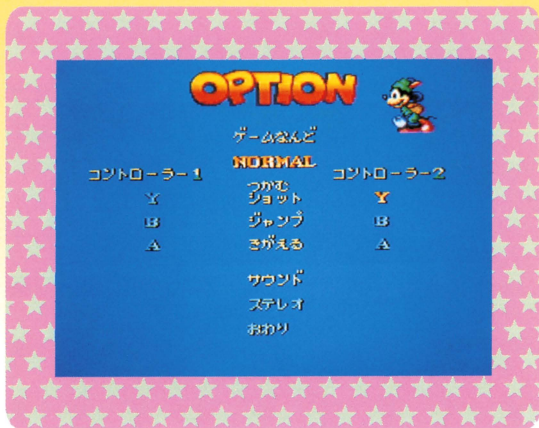 OPTION
ゲームなんど
NORMAL
コントローラー1 コントローラー2
つかむ
Y ショット Y
B ジャンプ B
A きがえる A
サウンド
ステレオ
おわり